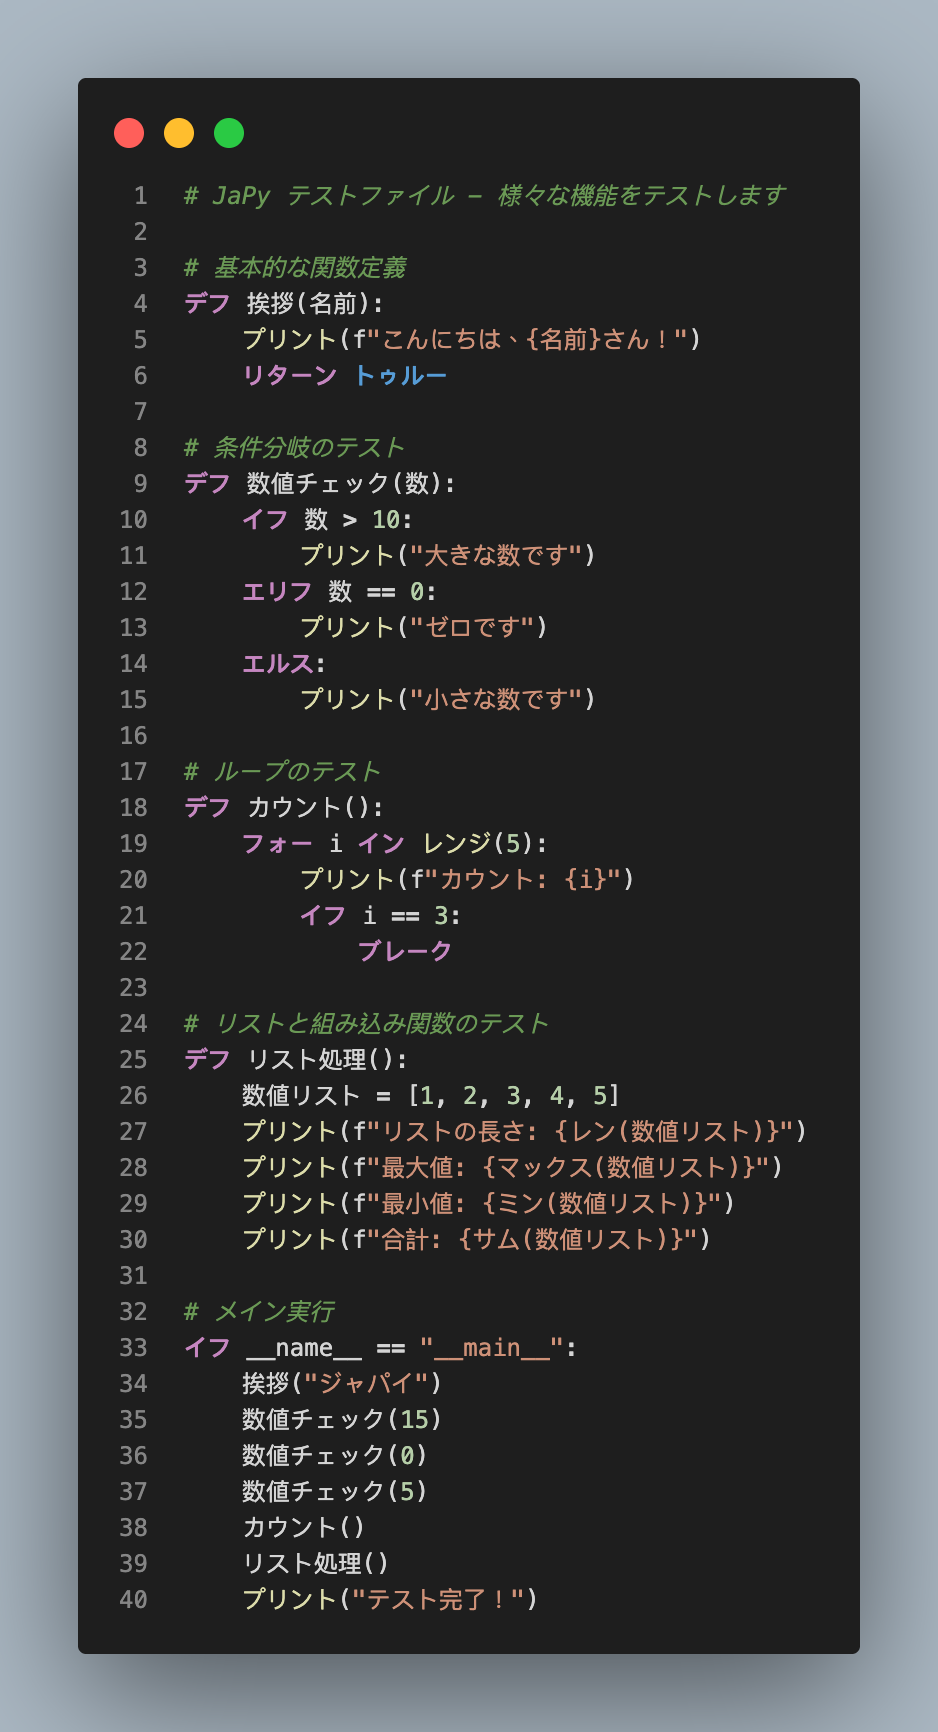 1 # JaPy テストファイル - 様々な機能をテストします
2
3 # 基本的な関数定義
4 デフ 挨拶(名前):
5     プリント(f"こんにちは、{名前}さん！")
6     リターン トゥルー
7
8 # 条件分岐のテスト
9 デフ 数値チェック(数):
10     イフ 数 > 10:
11         プリント("大きな数です")
12     エリフ 数 == 0:
13         プリント("ゼロです")
14     エルス:
15         プリント("小さな数です")
16
17 # ループのテスト
18 デフ カウント():
19     フォー i イン レンジ(5):
20         プリント(f"カウント: {i}")
21         イフ i == 3:
22             ブレーク
23
24 # リストと組み込み関数のテスト
25 デフ リスト処理():
26     数値リスト = [1, 2, 3, 4, 5]
27     プリント(f"リストの長さ: {レン(数値リスト)}")
28     プリント(f"最大値: {マックス(数値リスト)}")
29     プリント(f"最小値: {ミン(数値リスト)}")
30     プリント(f"合計: {サム(数値リスト)}")
31
32 # メイン実行
33 イフ __name__ == "__main__":
34     挨拶("ジャパイ")
35     数値チェック(15)
36     数値チェック(0)
37     数値チェック(5)
38     カウント()
39     リスト処理()
40     プリント("テスト完了！")